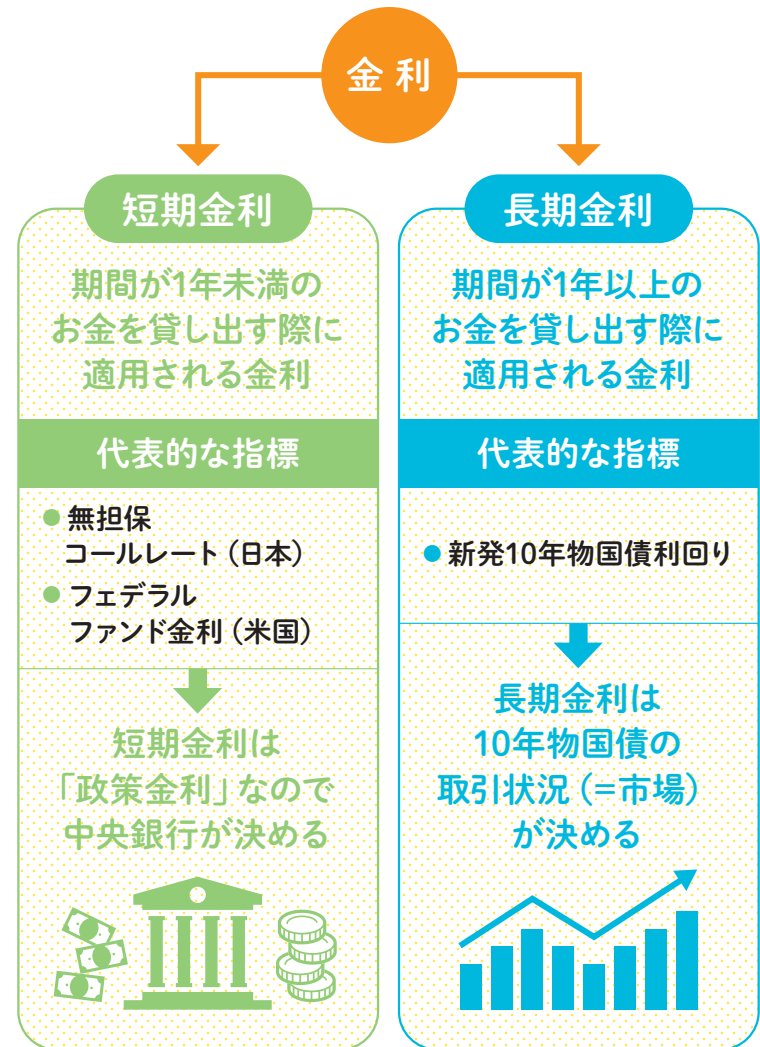 金利
短期金利
期間が1年未満の
お金を貸し出す際に
適用される金利
代表的な指標
●無担保
コールレート（日本）
●フェデラル
ファンド金利（米国）
短期金利は
「政策金利」なので
中央銀行が決める
長期金利
期間が1年以上の
お金を貸し出す際に
適用される金利
代表的な指標
●新発10年物国債利回り
長期金利は
10年物国債の
取引状況（=市場）
が決める